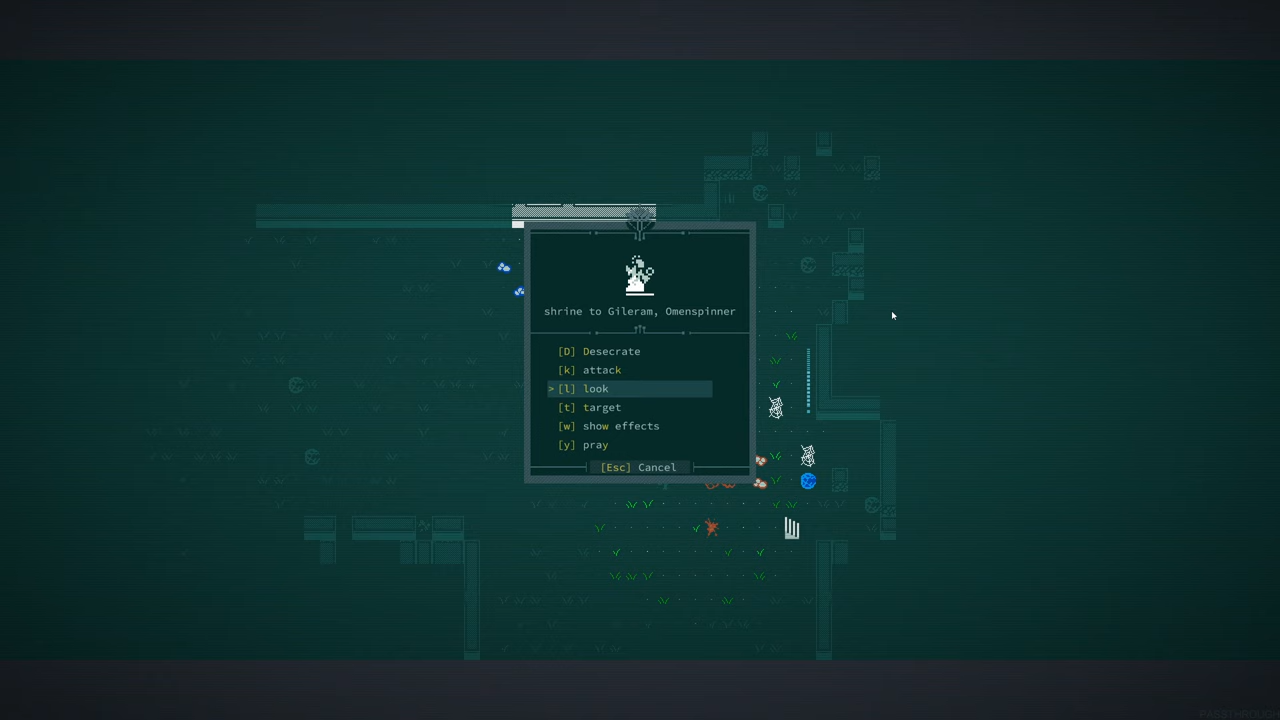 shrine to Gileram, Omenspinner
[D] Desecrate
[k] attack
> [l] look
[t] target
[w] show effects
[y] pray
[Esc] Cancel